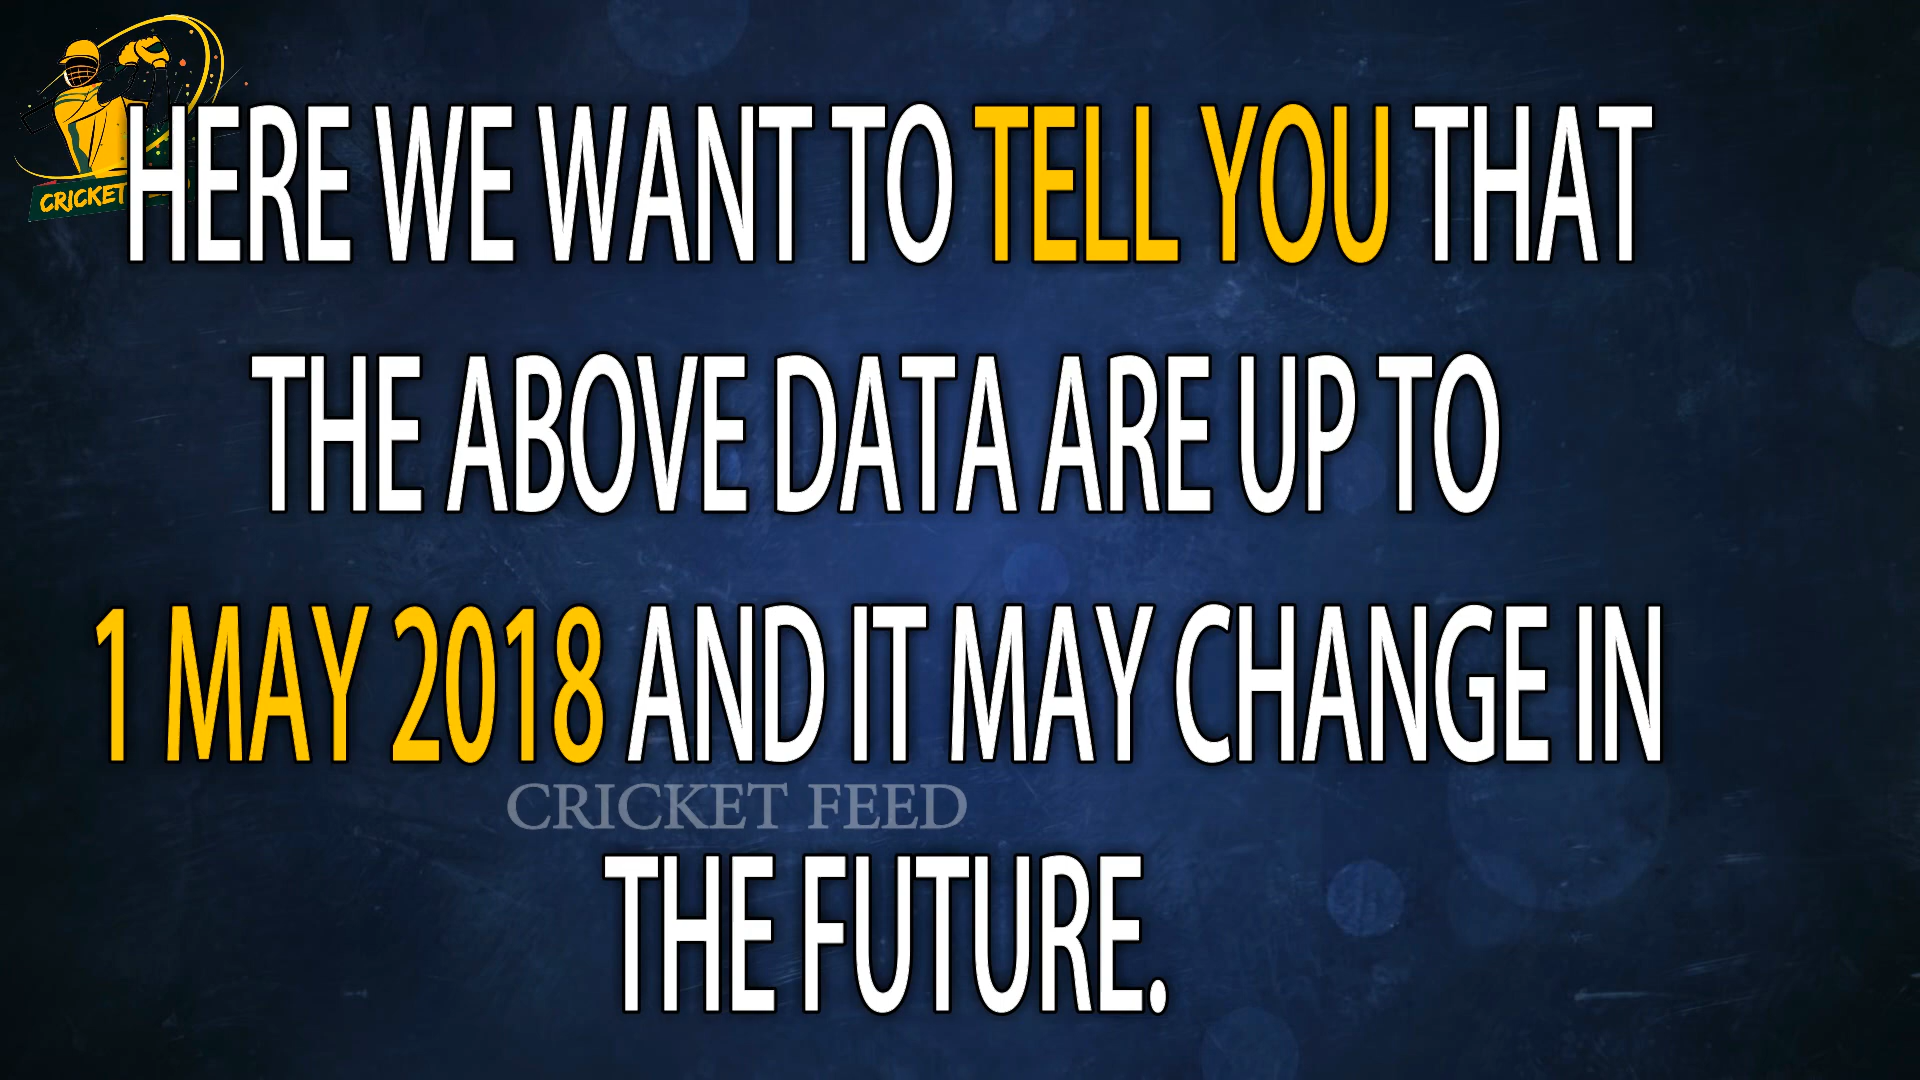 HERE WE WANT TO TELL YOU THAT
THE ABOVE DATA ARE UP TO
1 MAY 2018 AND IT MAY CHANGE IN
THE FUTURE.
CRICKET FEED
CRICKET